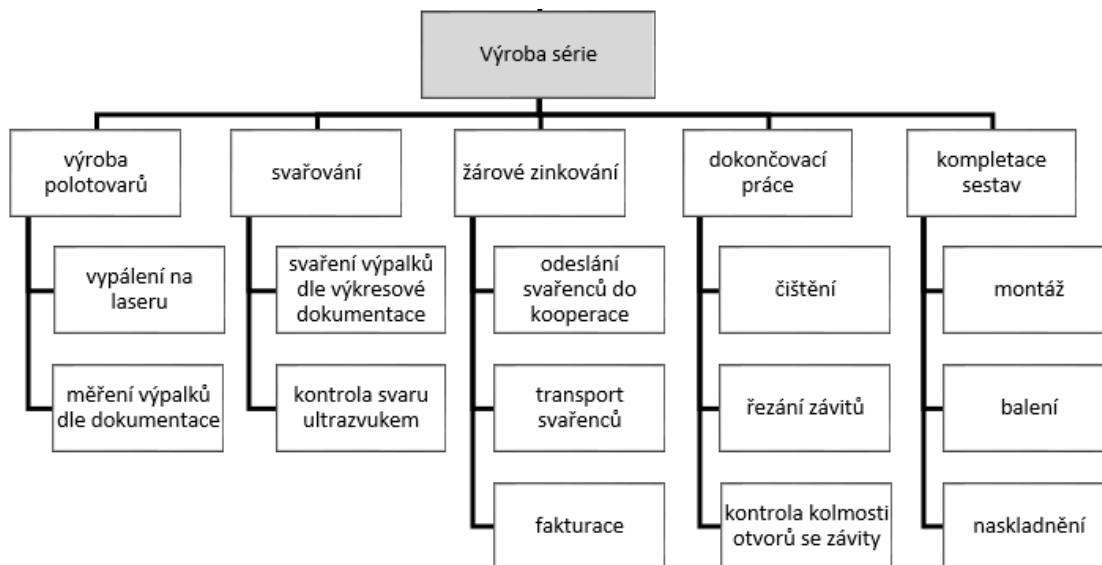 Výroba série
výroba
polotovarů
svařování
žárové zinkování
dokončovací
práce
kompletace
sestav
vypálení na
laseru
měření výpalků
dle dokumentace
svaření výpalků
dle výkresové
dokumentace
kontrola svaru
ultrazvukem
odeslání
svařenců do
kooperace
transport
svařenců
fakturace
čištění
řezání závitů
kontrola kolmosti
otvorů se závity
montáž
balení
naskladnění